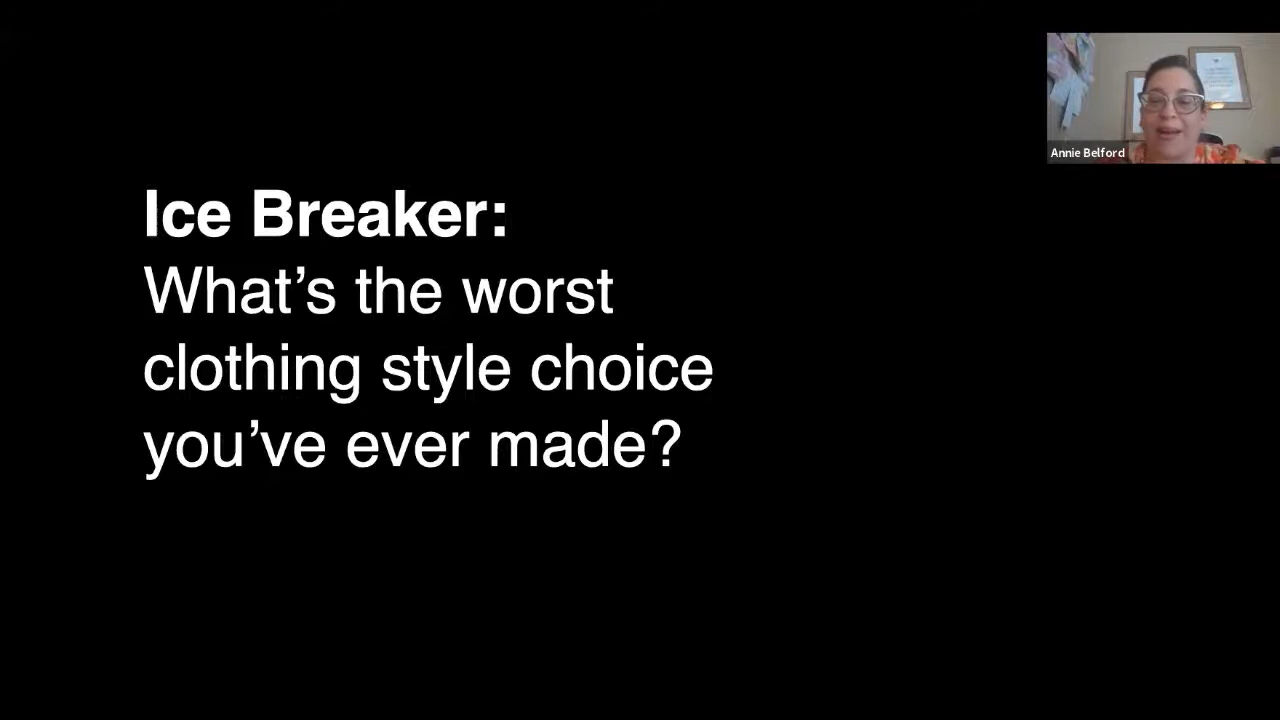 Annie Belford
Ice Breaker:
What’s the worst
clothing style choice
you’ve ever made?